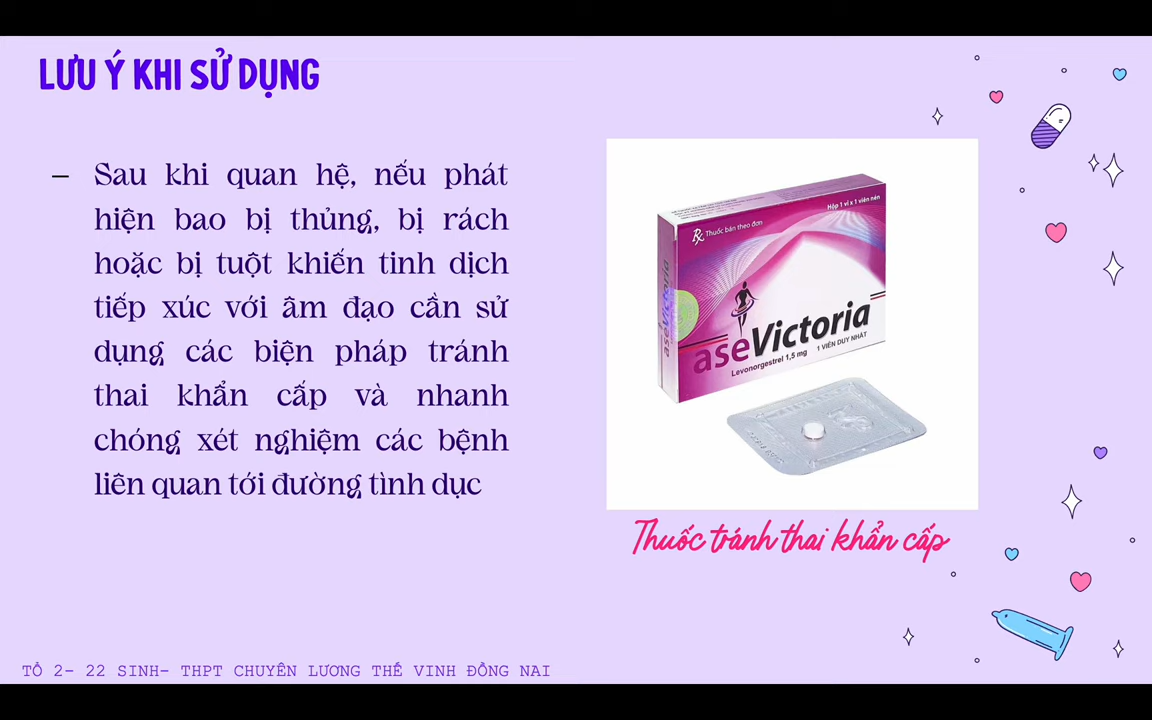 LƯU Ý KHI SỬ DỤNG
– Sau khi quan hệ, nếu phát
hiện bao bị thủng, bị rách
hoặc bị tuột khiến tinh dịch
tiếp xúc với âm đạo cần sử
dụng các biện pháp tránh
thai khẩn cấp và nhanh
chóng xét nghiệm các bệnh
liên quan tới đường tình dục
Hộp 1 vỉ x 1 viên nén
Rx Thuốc bán theo đơn
aseVictoria
aseVictoria
Levonorgestrel 1,5 mg 1 VIÊN DUY NHẤT
Thuốc tránh thai khẩn cấp
TỔ 2- 22 SINH- THPT CHUYÊN LƯƠNG THẾ VINH ĐỒNG NAI